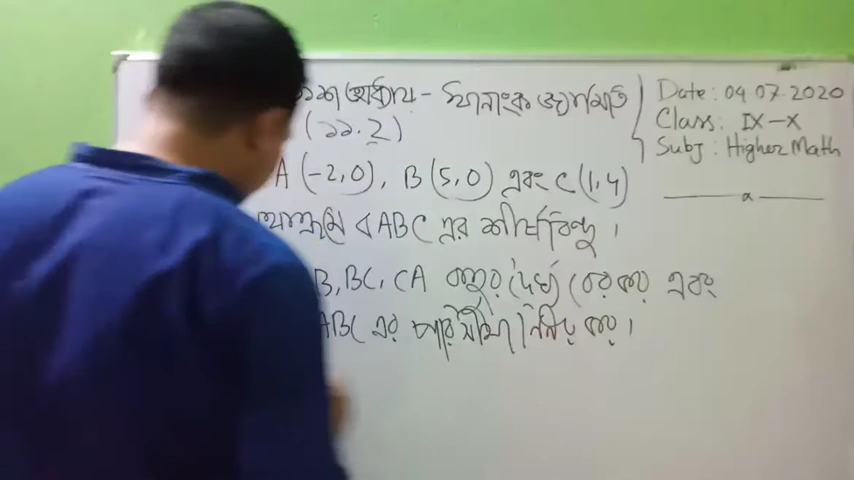 অধ্যায় - স্থানাংক জ্যামিতি
(১১.2)
A (-2,0), B (5,0) এবং C (1,4)
যথাক্রমে ∆ABC এর শীর্ষবিন্দু ।
B, BC, CA বাহুর দৈর্ঘ্য বের কর এবং
ABC এর পরিসীমা নির্ণয় কর ।
Date : 04.07.2020
Class : IX-X
Subj : Higher Math
x